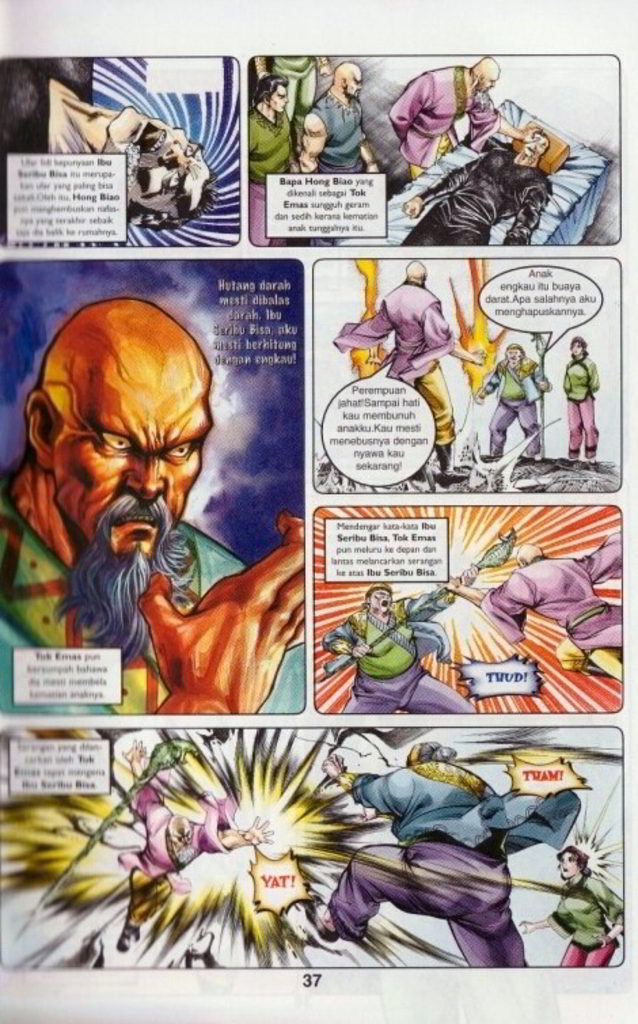 Ular bisi kepunyaan Ibu
Seribu Bisa itu merupa-
kan ular yang paling bisa
sekali.Oleh itu, Hong Biao
pun menghembuskan nafas-
nya yang terakhir sebaik
saja dia balik ke rumahnya.
Bapa Hong Biao yang
dikenali sebagai Tok
Emas sungguh geram
dan sedih kerana kematian
anak tunggalnya itu.
Hutang darah
mesti dibalas
darah. Ibu
Seribu Bisa, aku
mesti berhitung
dengan engkau!
Tok Emas pun
bersumpah bahawa
dia mesti membela
kematian anaknya.
Anak
engkau itu buaya
darat.Apa salahnya aku
menghapuskannya.
Perempuan
jahat!Sampai hati
kau membunuh
anakku.Kau mesti
menebusnya dengan
nyawa kau
sekarang!
Mendengar kata-kata Ibu
Seribu Bisa, Tok Emas
pun meluru ke depan dan
lantas melancarkan serangan
ke atas Ibu Seribu Bisa.
THUD!
Serangan yang dilan-
carkan oleh Tok
Emas tepat mengena
Ibu Seribu Bisa.
THAM!
YAT!
37